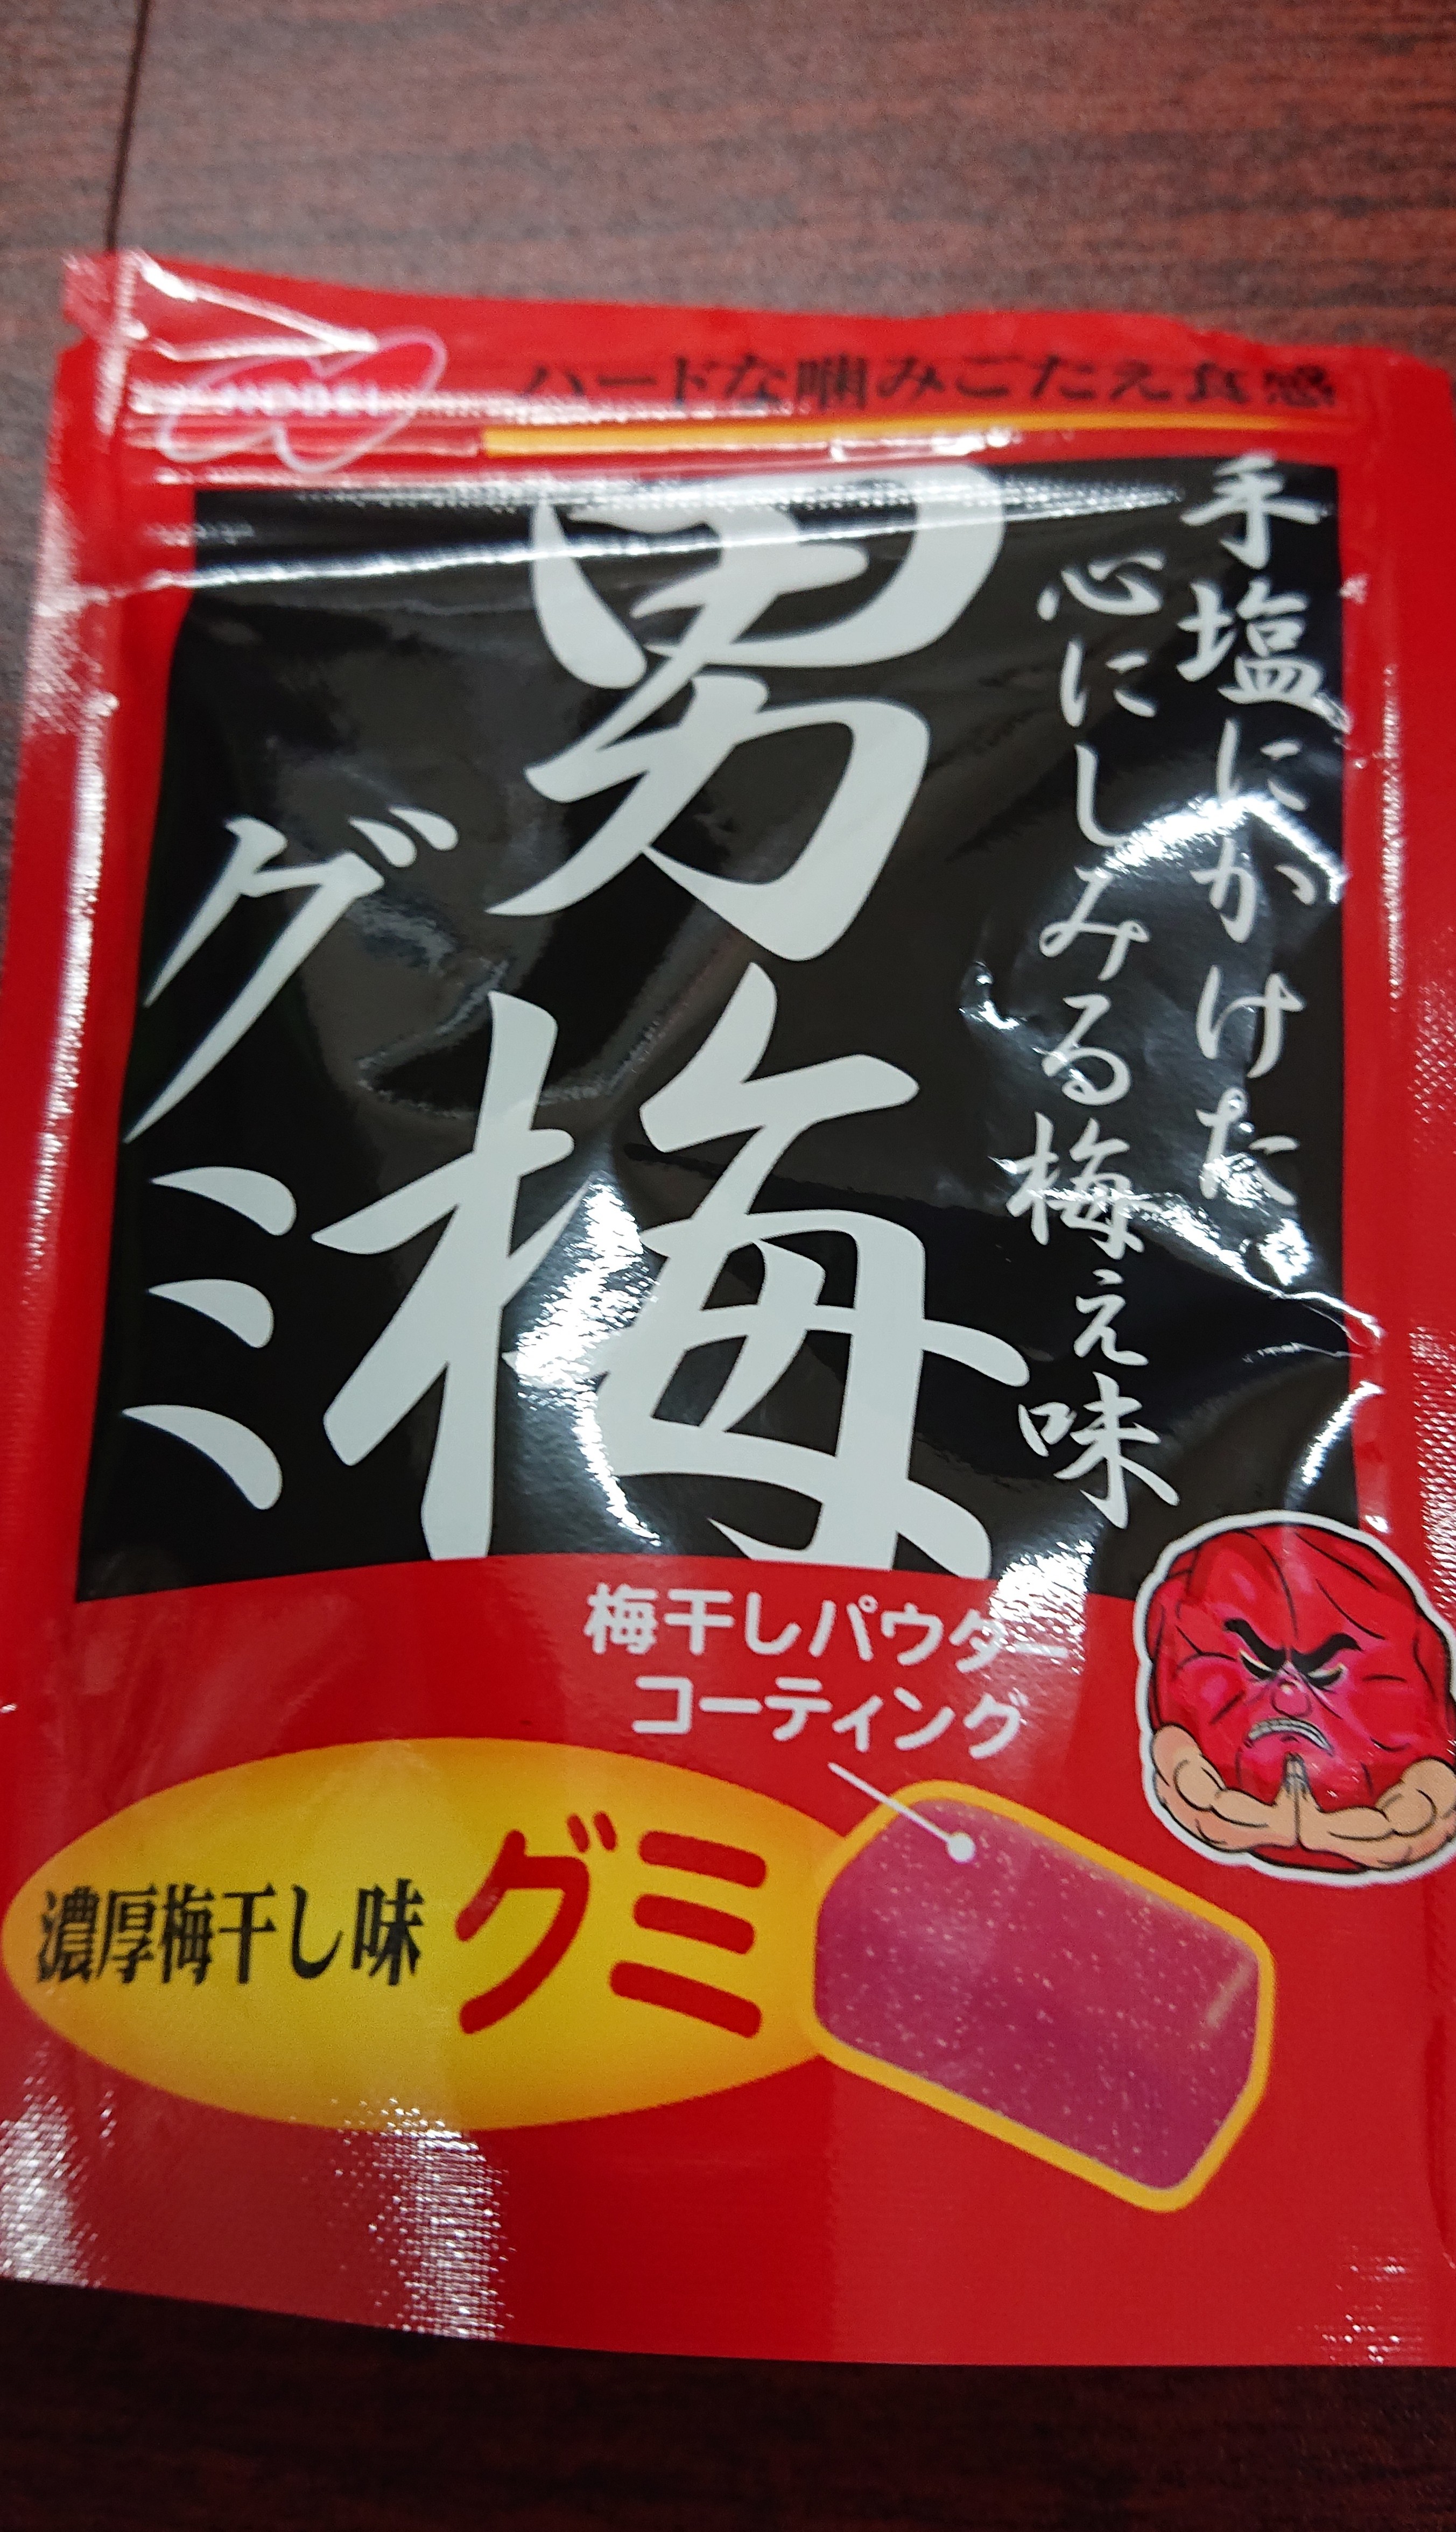 NOBEL
ハードな噛みごたえ食感
手塩にかけた、
心にしみる梅ぇ味
男梅
グミ
梅干しパウダー
コーティング
濃厚梅干し味
グミ